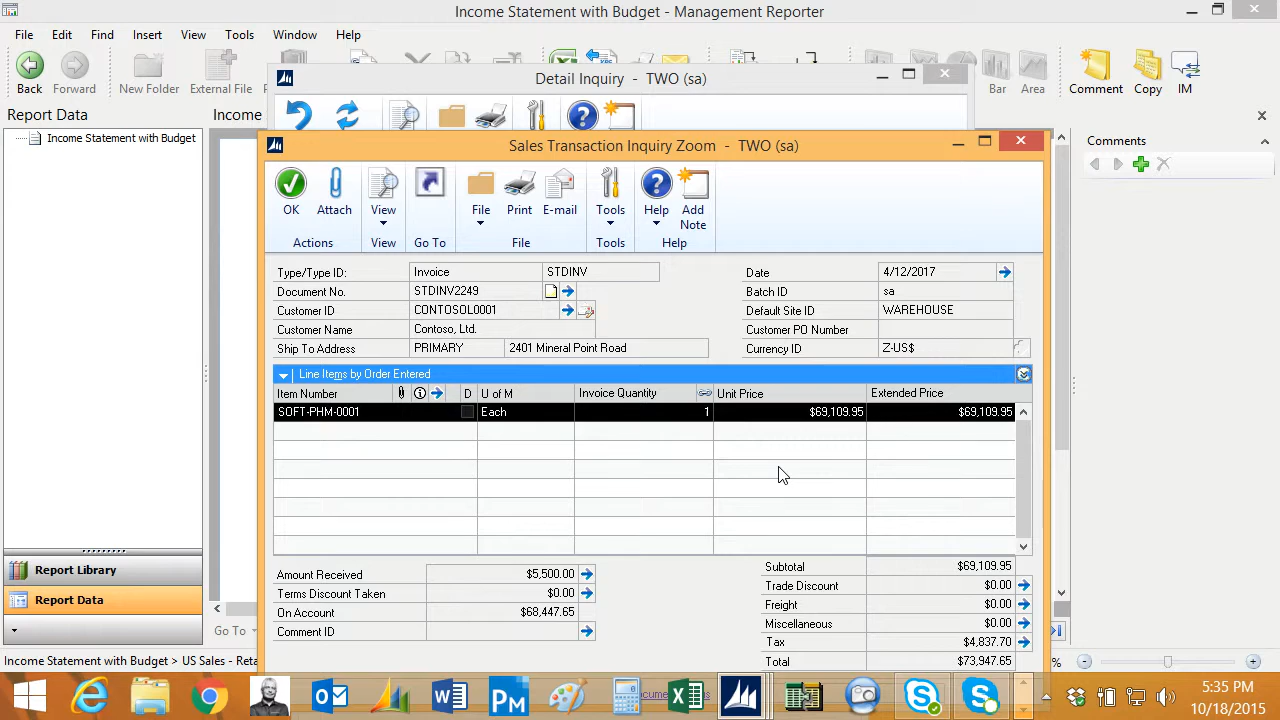 Income Statement with Budget - Management Reporter
File Edit Find Insert View Tools Window Help
Back Forward New Folder External File Bar Area Comment Copy IM
Report Data
Income
Comments
Income Statement with Budget
Detail Inquiry - TWO (sa)
Sales Transaction Inquiry Zoom - TWO (sa)
OK Attach View File Print E-mail Tools Help Add Note
Actions View Go To File Tools Help
Type/Type ID: Invoice STDINV Date 4/12/2017
Document No. STDINV2249 Batch ID sa
Customer ID CONTOSOL0001 Default Site ID WAREHOUSE
Customer Name Contoso, Ltd. Customer PO Number
Ship To Address PRIMARY 2401 Mineral Point Road Currency ID Z-US$
Line Items by Order Entered
Item Number D U of M Invoice Quantity Unit Price Extended Price
SOFT-PHM-0001 Each 1 $69,109.95 $69,109.95
Subtotal $69,109.95
Amount Received $5,500.00 Trade Discount $0.00
Terms Discount Taken $0.00 Freight $0.00
On Account $68,447.65 Miscellaneous $0.00
Comment ID Tax $4,837.70
Total $73,947.65
Report Library
Report Data
Go To
Income Statement with Budget > US Sales - Reta
%
5:35 PM
10/18/2015